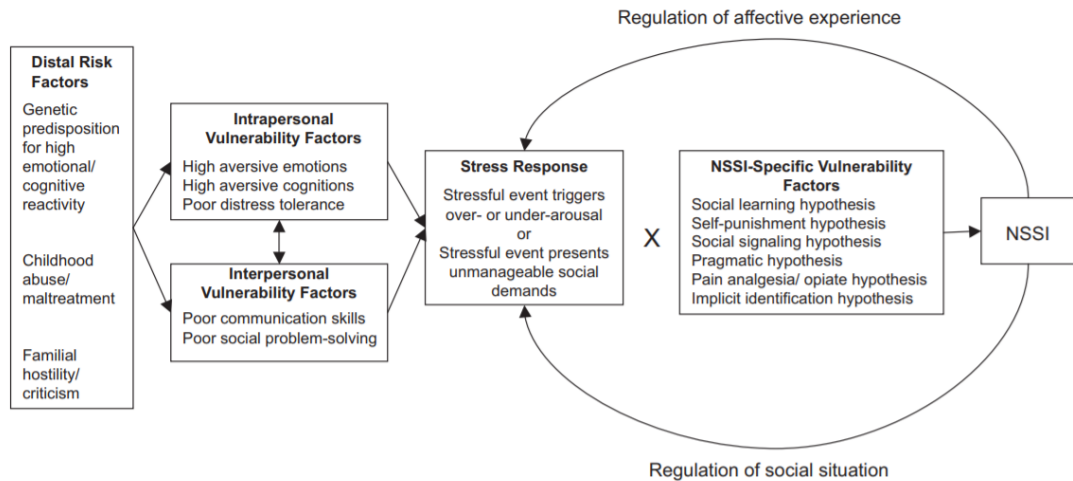 Regulation of affective experience
Distal Risk
Factors
Genetic
predisposition
for high
emotional/
cognitive
reactivity
Childhood
abuse/
maltreatment
Familial
hostility/
criticism
Intrapersonal
Vulnerability Factors
High aversive emotions
High aversive cognitions
Poor distress tolerance
Interpersonal
Vulnerability Factors
Poor communication skills
Poor social problem-solving
Stress Response
Stressful event triggers
over- or under-arousal
or
Stressful event presents
unmanageable social
demands
X
NSSI-Specific Vulnerability
Factors
Social learning hypothesis
Self-punishment hypothesis
Social signaling hypothesis
Pragmatic hypothesis
Pain analgesia/ opiate hypothesis
Implicit identification hypothesis
NSSI
Regulation of social situation